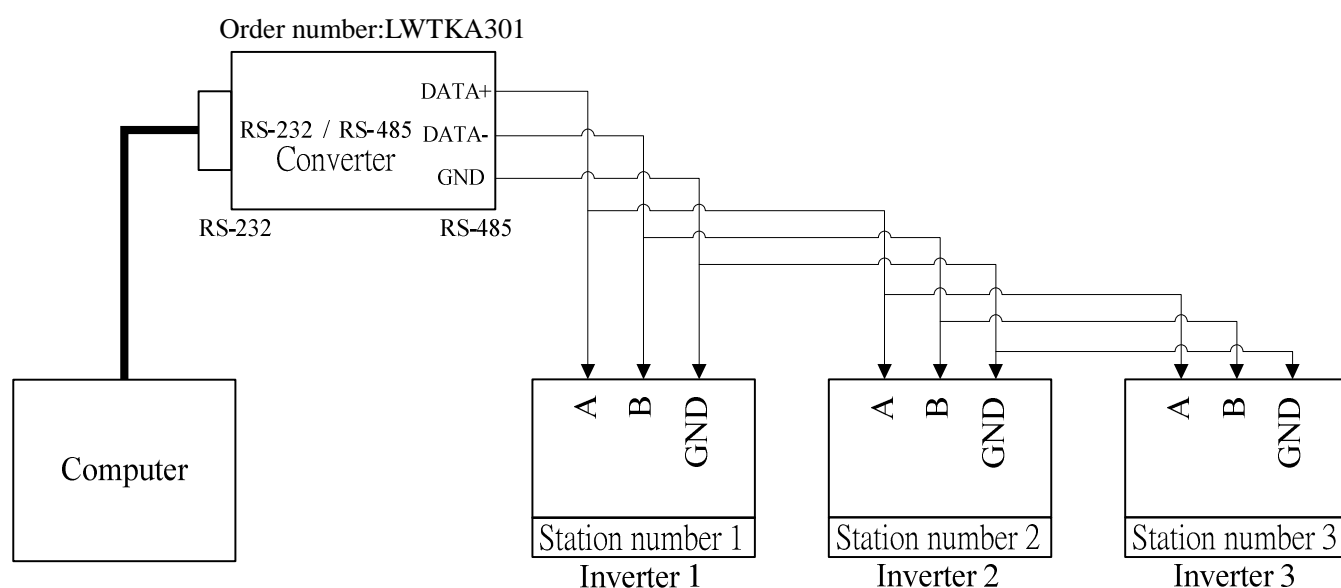 Order number:LWTKA301
DATA+
RS-232 / RS-485
DATA-
Converter
GND
RS-232
RS-485
A
B
GND
A
B
GND
A
B
GND
Computer
Station number 1
Station number 2
Station number 3
Inverter 1
Inverter 2
Inverter 3